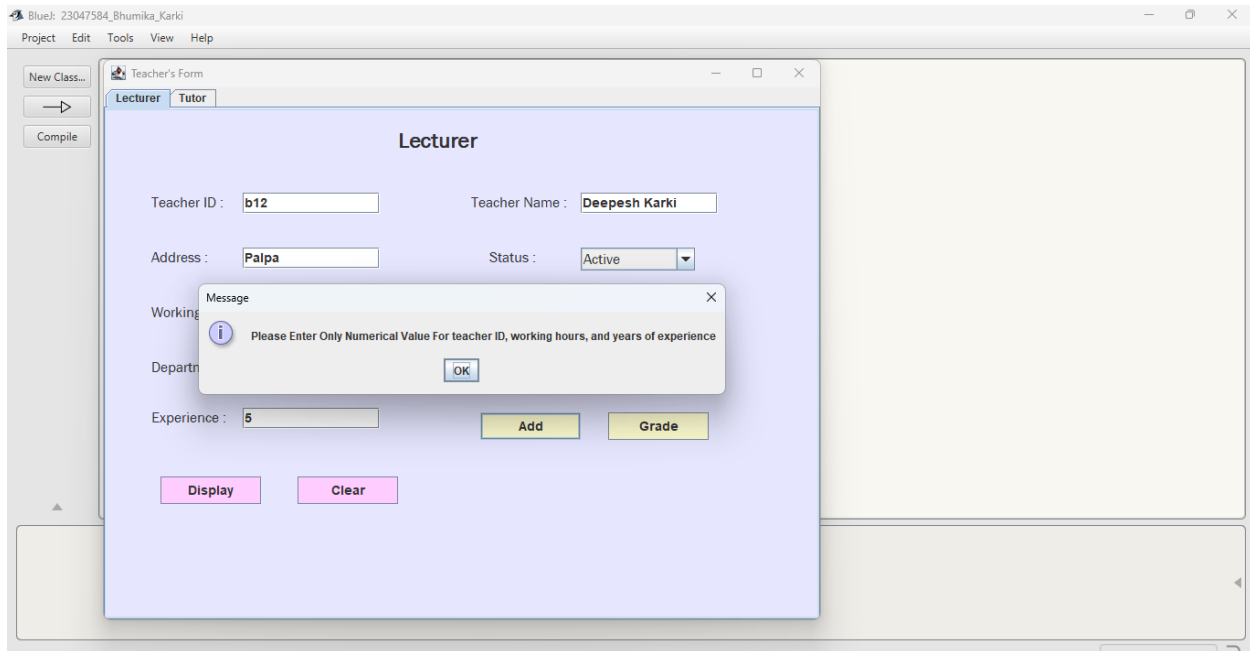 BlueJ: 23047584_Bhumika_Karki
Project Edit Tools View Help
New Class...
Compile
Teacher's Form
Lecturer Tutor
Lecturer
Teacher ID : b12 Teacher Name : Deepesh Karki
Address : Palpa Status : Active
Message
Working
Please Enter Only Numerical Value For teacher ID, working hours, and years of experience
OK
Experience : 5 Add Grade
Display Clear